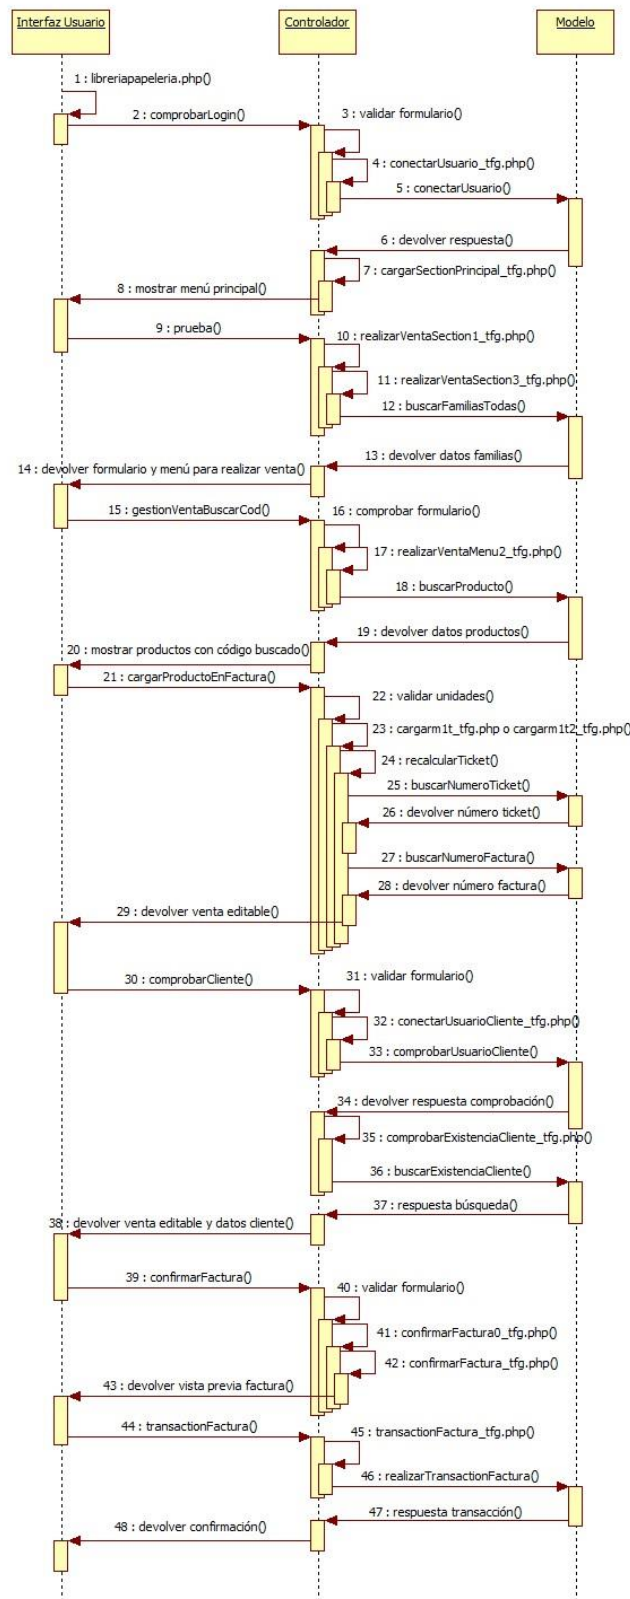 Interfaz Usuario
Controlador
Modelo
1 : libreriapapeleria.php()
2 : comprobarLogin()
3 : validar formulario()
4 : conectarUsuario_tfg.php()
5 : conectarUsuario()
6 : devolver respuesta()
7 : cargarSectionPrincipal_tfg.php()
8 : mostrar menú principal()
9 : prueba()
10 : realizarVentaSection1_tfg.php()
11 : realizarVentaSection3_tfg.php()
12 : buscarFamiliasTodas()
13 : devolver datos familias()
14 : devolver formulario y menú para realizar venta()
15 : gestionVentaBuscarCod()
16 : comprobar formulario()
17 : realizarVentaMenu2_tfg.php()
18 : buscarProducto()
19 : devolver datos productos()
20 : mostrar productos con código buscado()
21 : cargarProductoEnFactura()
22 : validar unidades()
23 : cargarm1t_tfg.php o cargarm1t2_tfg.php()
24 : recalcularTicket()
25 : buscarNumeroTicket()
26 : devolver número ticket()
27 : buscarNumeroFactura()
28 : devolver número factura()
29 : devolver venta editable()
30 : comprobarCliente()
31 : validar formulario()
32 : conectarUsuarioCliente_tfg.php()
33 : comprobarUsuarioCliente()
34 : devolver respuesta comprobación()
35 : comprobarExistenciaCliente_tfg.php()
36 : buscarExistenciaCliente()
37 : respuesta búsqueda()
38 : devolver venta editable y datos cliente()
39 : confirmarFactura()
40 : validar formulario()
41 : confirmarFactura0_tfg.php()
42 : confirmarFactura_tfg.php()
43 : devolver vista previa factura()
44 : transactionFactura()
45 : transactionFactura_tfg.php()
46 : realizarTransactionFactura()
47 : respuesta transacción()
48 : devolver confirmación()